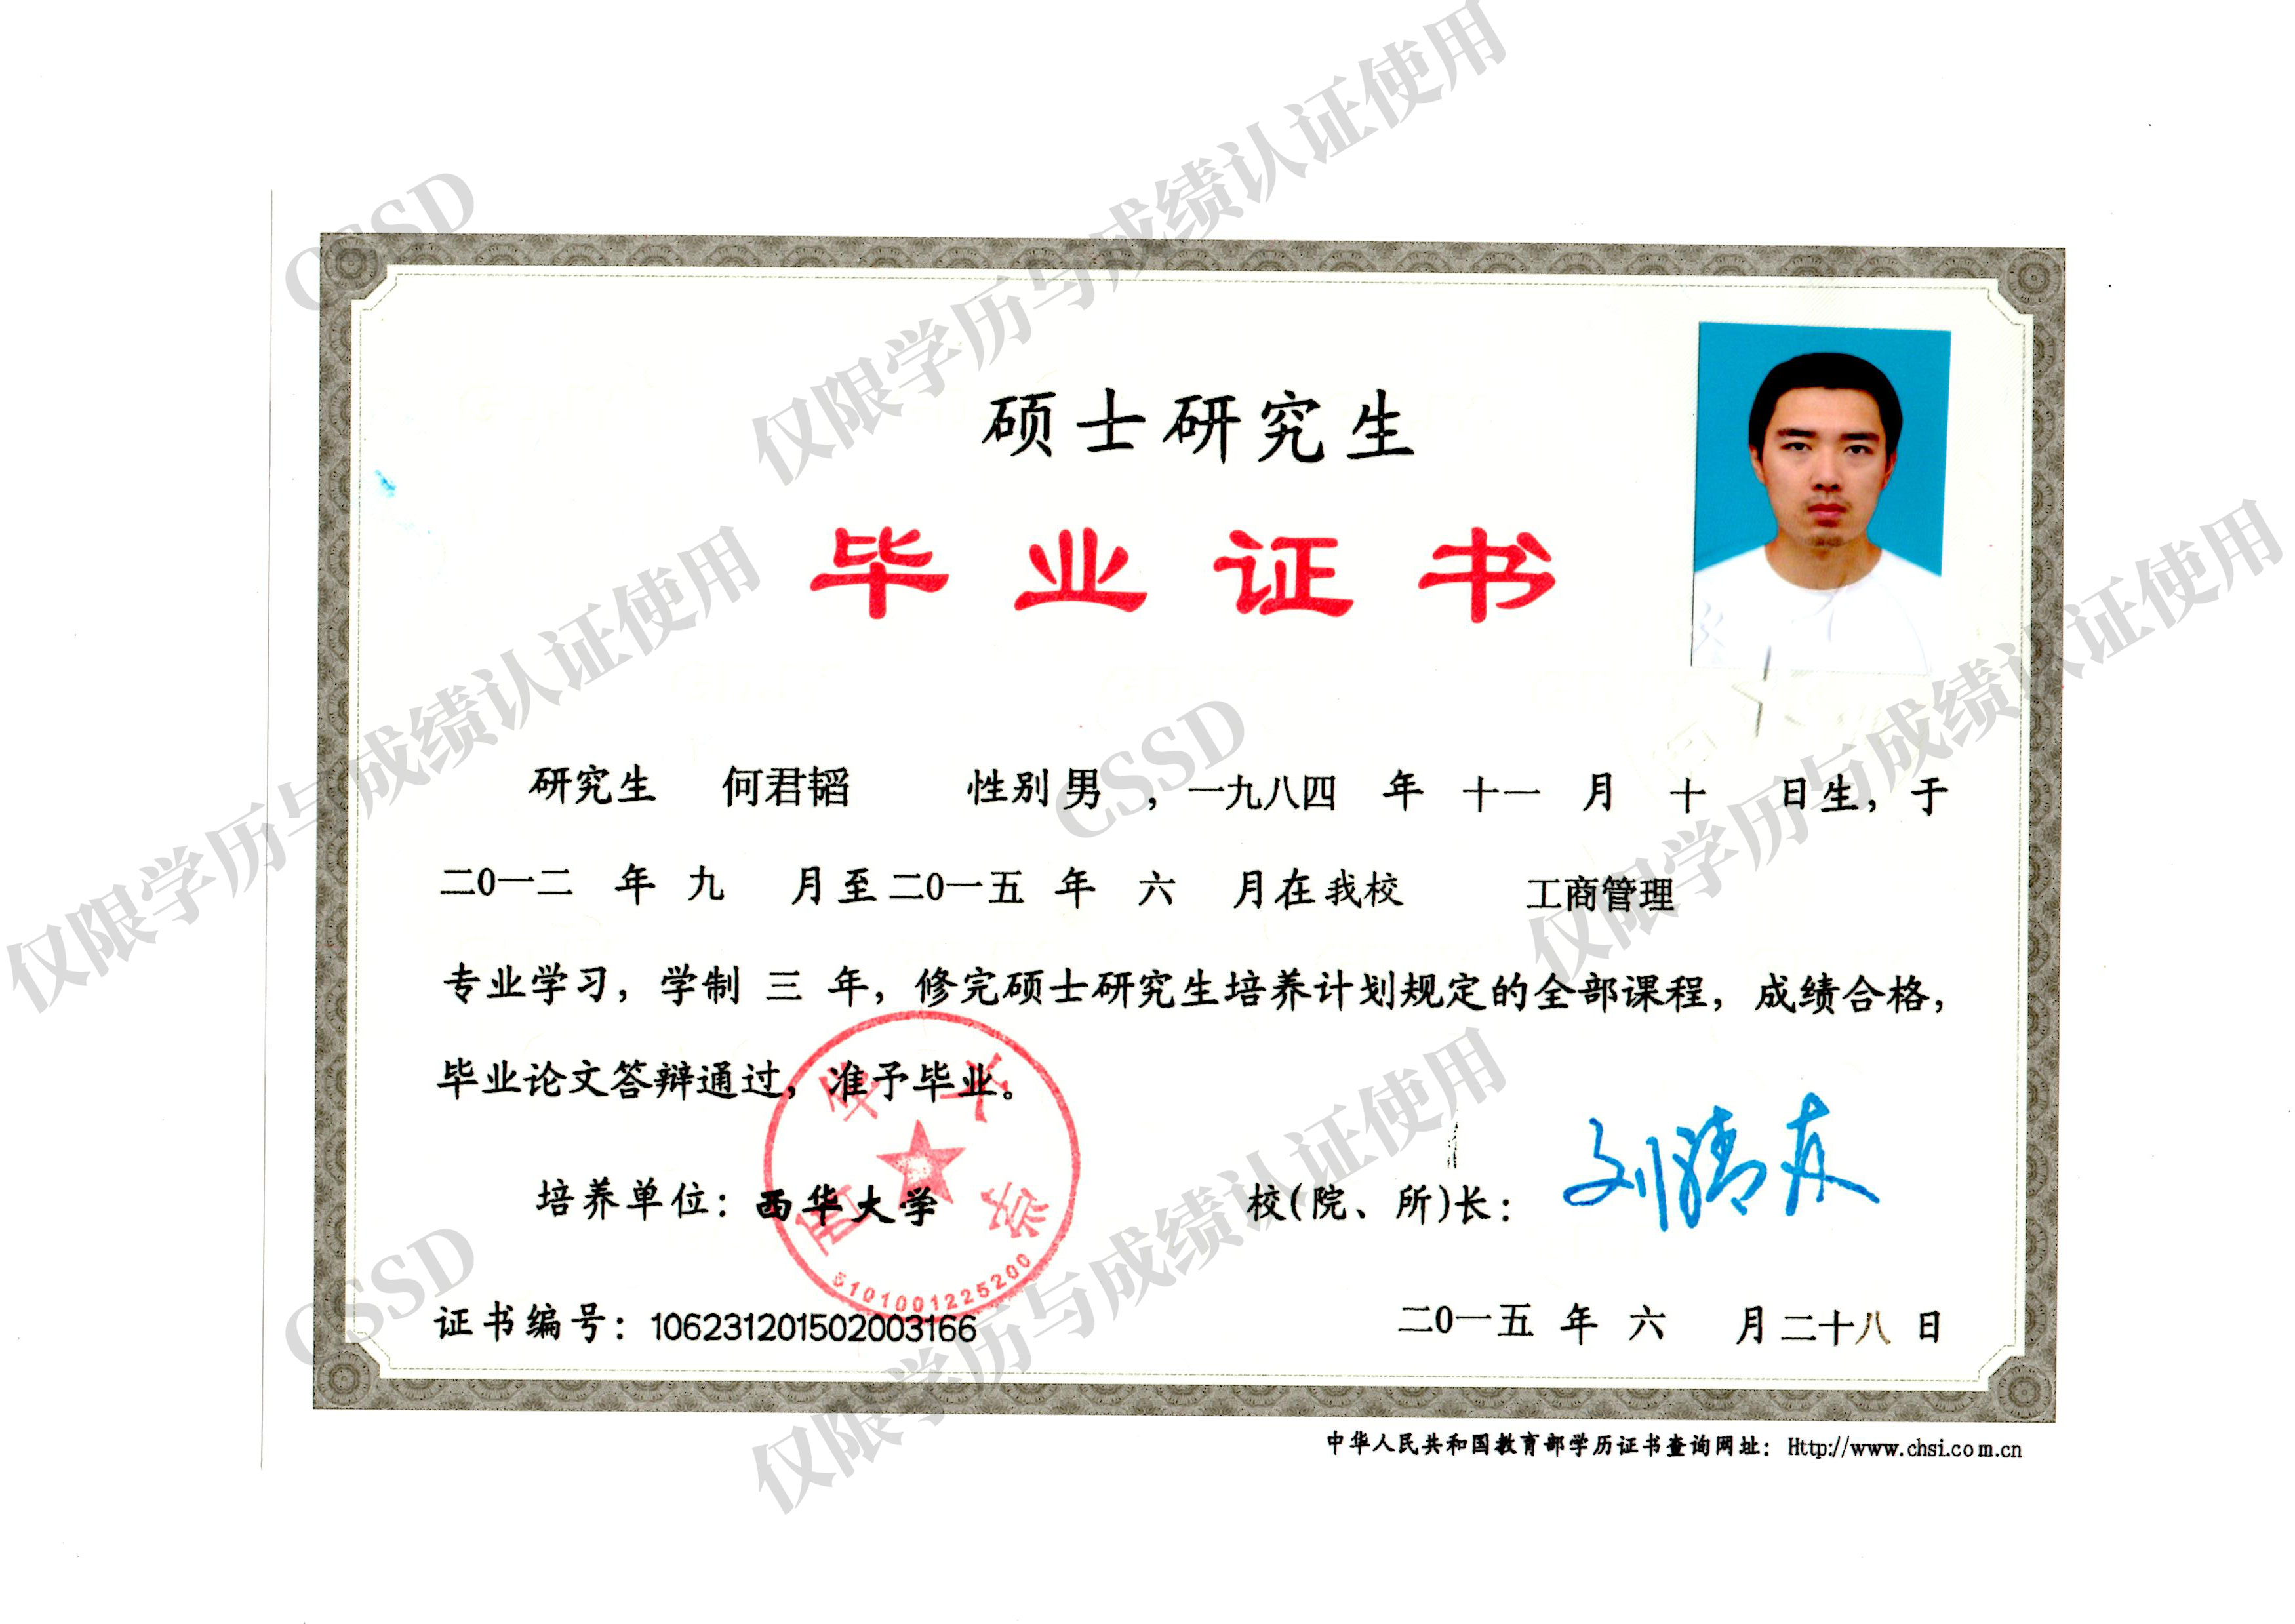 硕士研究生
毕业证书
研究生 何君韬 性别 男 ，一九八四 年 十一 月 十 日生，于
二0一二 年 九 月至 二0一五 年 六 月在 我校 工商管理
专业学习，学制 三 年，修完硕士研究生培养计划规定的全部课程，成绩合格，
毕业论文答辩通过，准予毕业。
培养单位：西华大学
校(院、所)长：刘清友
西华大学
5101001225200
证书编号：106231201502003166
二0一五 年 六 月 二十八 日
中华人民共和国教育部学历证书查询网址：Http://www.chsi.com.cn
CSSD
仅限学历与成绩认证使用
仅限学历与成绩认证使用
CSSD
仅限学历与成绩认证使用
CSSD
仅限学历与成绩认证使用